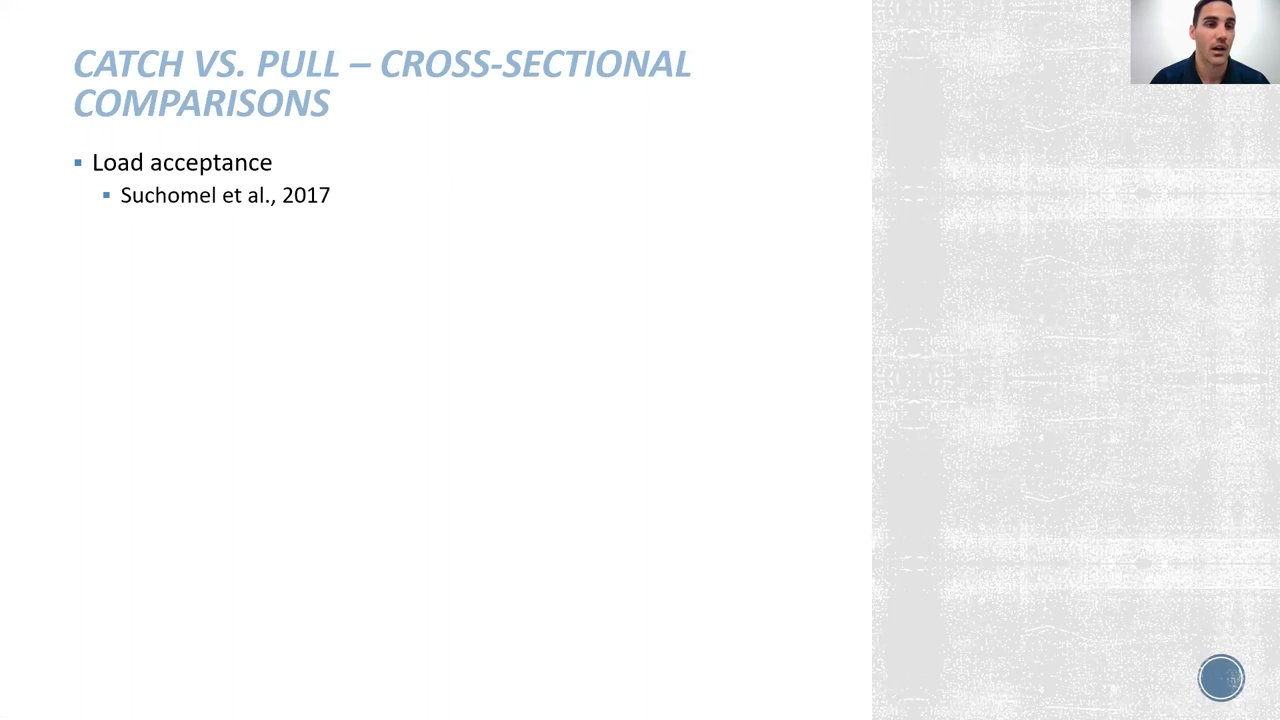 CATCH VS. PULL – CROSS-SECTIONAL
COMPARISONS
▪ Load acceptance
▪ Suchomel et al., 2017